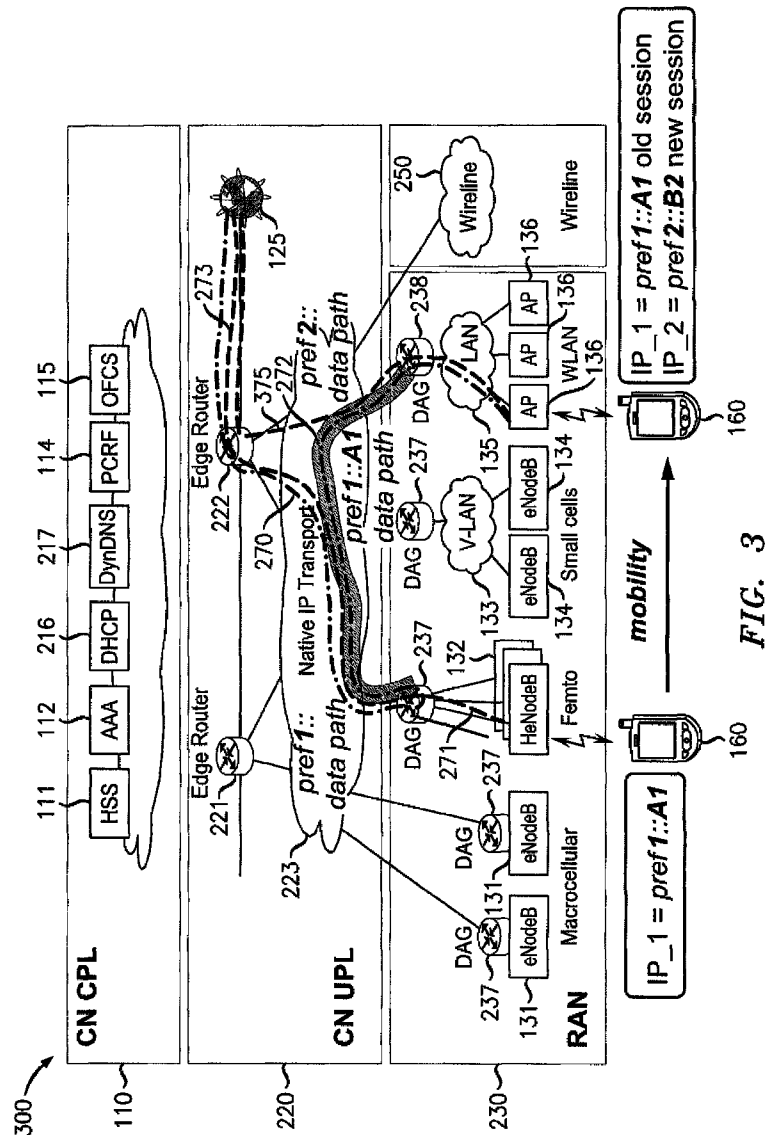 300
110
CN CPL
111
112
216
217
114
115
HSS
AAA
DHCP
DynDNS
PCRF
OFCS
220
CN UPL
Edge Router
221
Edge Router
222
273
125
223
pref1::
data path
Native IP Transport
270
375
272
pref2::
data path
pref1::A1
data path
230
RAN
DAG
237
131
eNodeB
DAG
237
131
eNodeB
Macrocellular
DAG
237
271
132
HeNodeB
Femto
DAG
237
V-LAN
133
eNodeB
134
eNodeB
134
Small cells
DAG
238
LAN
135
AP
136
AP
136
AP
136
WLAN
250
Wireline
Wireline
IP_1 = pref1::A1
160
mobility
160
IP_1 = pref1::A1 old session
IP_2 = pref2::B2 new session
FIG. 3